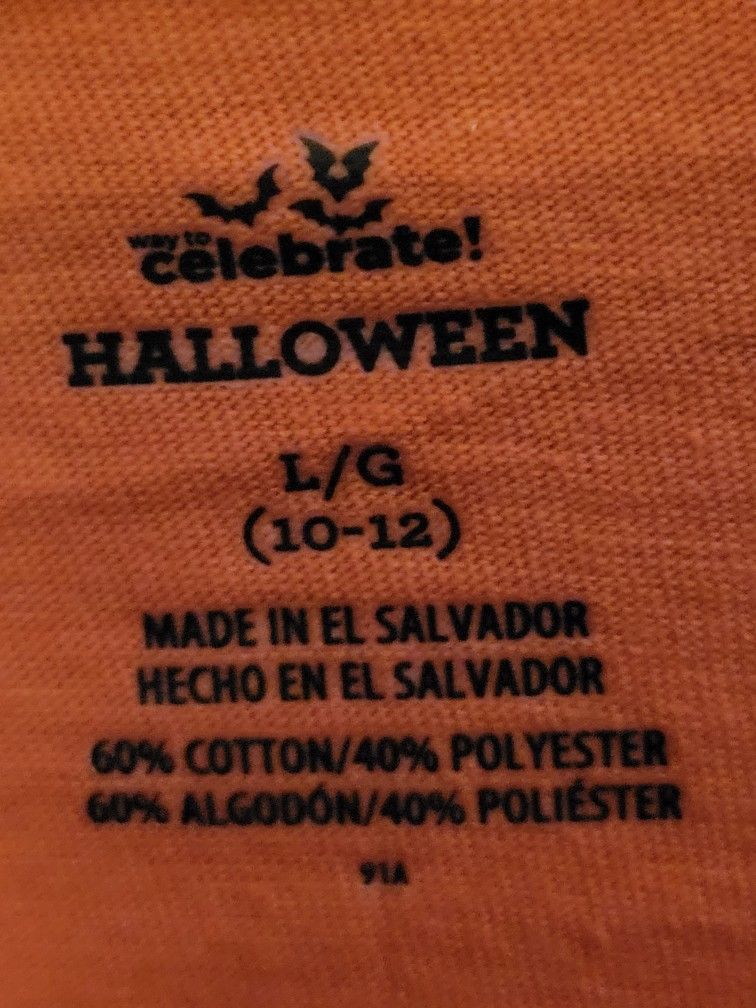 way to
celebrate!
HALLOWEEN
L/G
(10-12)
MADE IN EL SALVADOR
HECHO EN EL SALVADOR
60% COTTON/40% POLYESTER
60% ALGODÓN/40% POLIÉSTER
91A